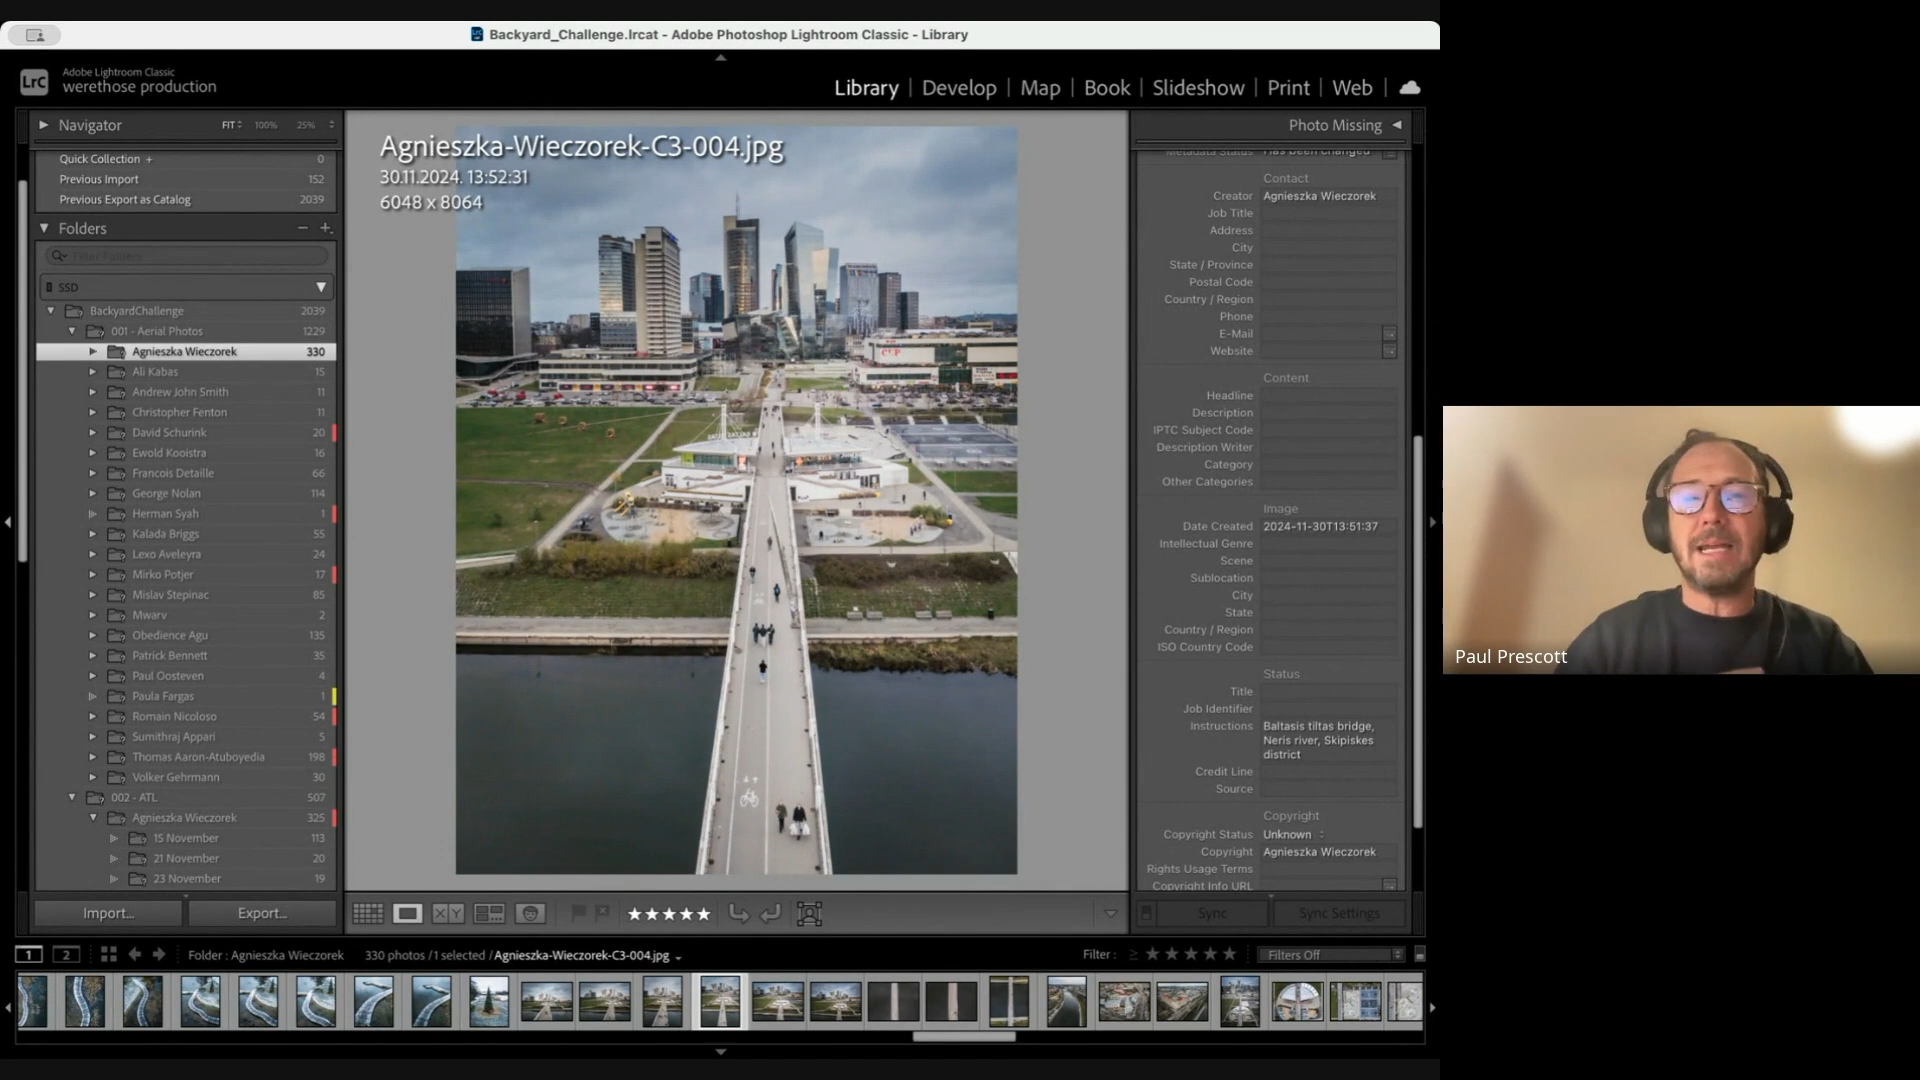 Backyard_Challenge.lrcat - Adobe Photoshop Lightroom Classic - Library
LrC
Adobe Lightroom Classic
werethose production
Library | Develop | Map | Book | Slideshow | Print | Web
Navigator FIT 100% 25%
Quick Collection + 0
Previous Import 152
Previous Export as Catalog 2039
Folders
Filter Folders
SSD
BackyardChallenge 2039
001 - Aerial Photos 1229
Agnieszka Wieczorek 330
Ali Kabas 15
Andrew John Smith 11
Christopher Fenton 11
David Schurink 20
Ewold Kooistra 16
Francois Detaille 66
George Nolan 114
Herman Syah 1
Kalada Briggs 55
Lexo Aveleyra 24
Mirko Potjer 17
Mislav Stepinac 85
Mwarv 2
Obedience Agu 135
Patrick Bennett 35
Paul Oosteven 4
Paula Fargas 1
Romain Nicoloso 54
Sumithraj Appari 5
Thomas Aaron-Atuboyedia 198
Volker Gehrmann 30
002 - ATL 507
Agnieszka Wieczorek 325
15 November 113
21 November 20
23 November 19
Import... Export...
Agnieszka-Wieczorek-C3-004.jpg
30.11.2024. 13:52:31
6048 x 8064
CUP
Photo Missing
Metadata Status Has been changed
Contact
Creator Agnieszka Wieczorek
Job Title
Address
City
State / Province
Postal Code
Country / Region
Phone
E-Mail
Website
Content
Headline
Description
IPTC Subject Code
Description Writer
Category
Other Categories
Image
Date Created 2024-11-30T13:51:37
Intellectual Genre
Scene
Sublocation
City
State
Country / Region
ISO Country Code
Status
Title
Job Identifier
Instructions Baltasis tiltas bridge,
Neris river, Skipiskes
district
Credit Line
Source
Copyright
Copyright Status Unknown
Copyright Agnieszka Wieczorek
Rights Usage Terms
Copyright Info URL
Sync Sync Settings
X Y
★★★★★
1 2 Folder : Agnieszka Wieczorek 330 photos / 1 selected / Agnieszka-Wieczorek-C3-004.jpg
Filter : ≥ ★★★★★ Filters Off
Paul Prescott